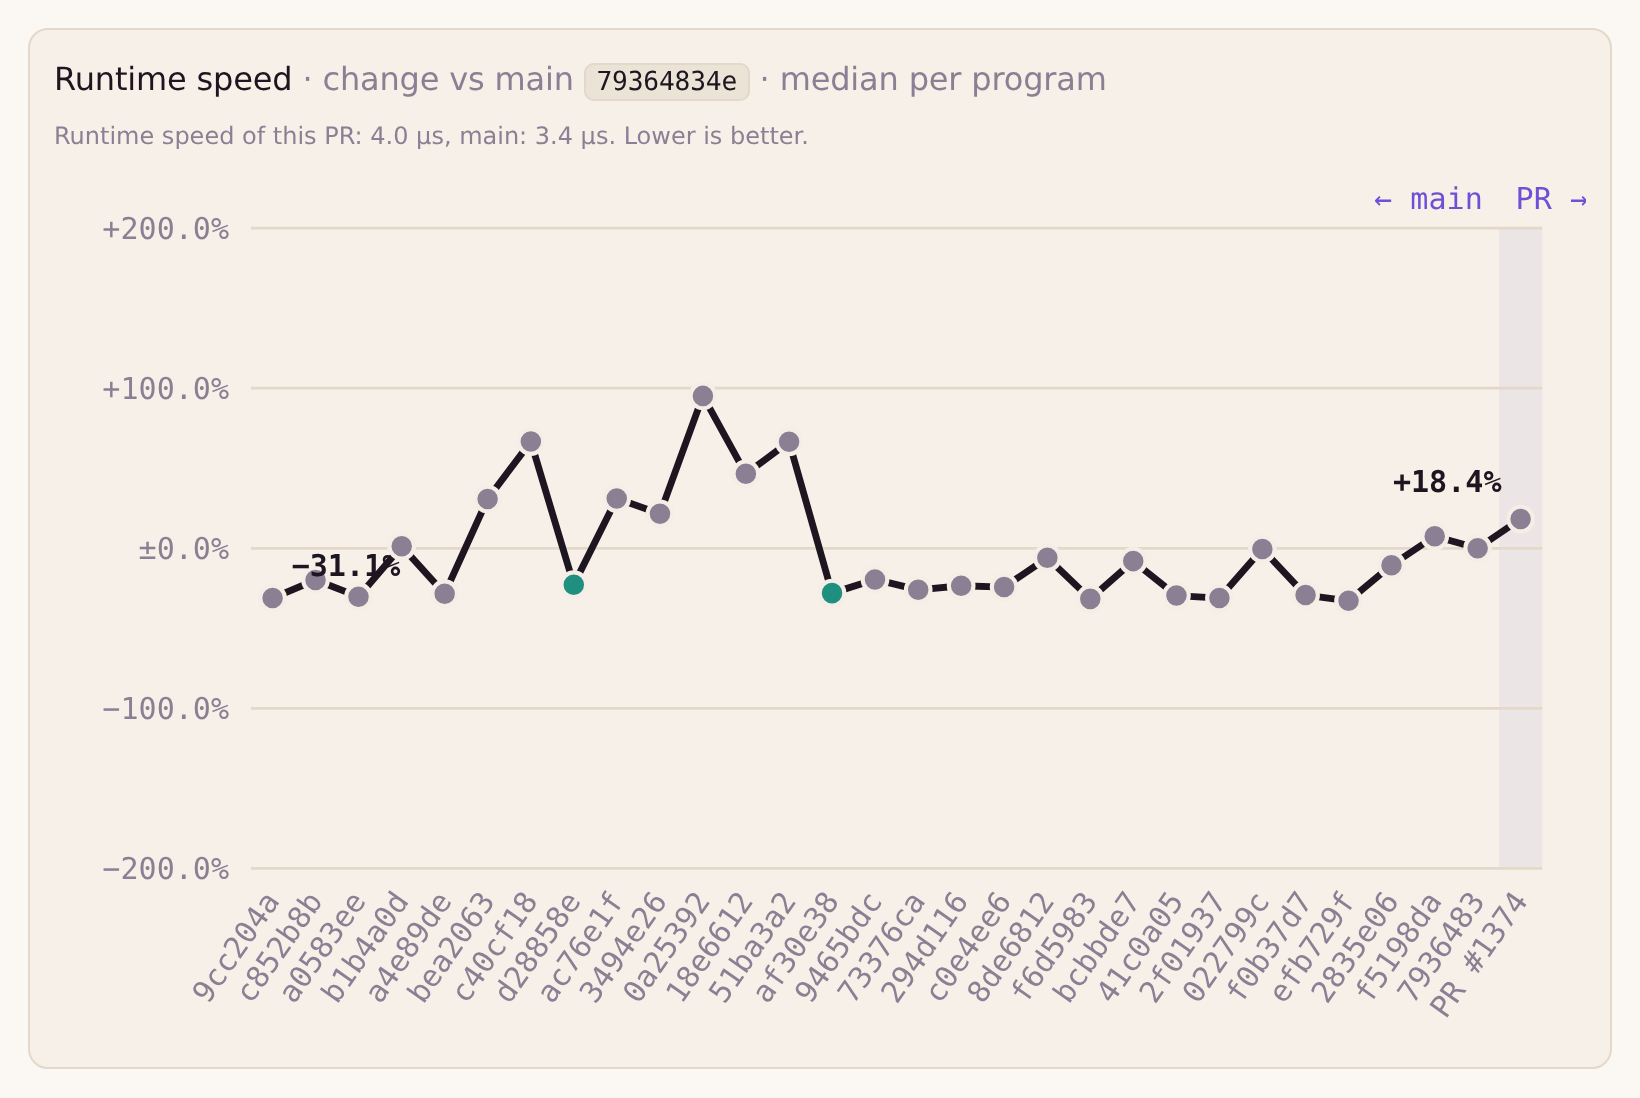 Runtime speed · change vs main 79364834e · median per program
Runtime speed of this PR: 4.0 µs, main: 3.4 µs. Lower is better.
← main PR →
+200.0%
+100.0%
+18.4%
±0.0%
−31.1%
−100.0%
−200.0%
9cc204a
c852b8b
a0583ee
b1b4a0d
a4e89de
bea2063
c40cf18
d28858e
ac76e1f
3494e26
0a25392
18e6612
51ba3a2
af30e38
9465bdc
73376ca
294d116
c0e4ee6
8de6812
f6d5983
bcbbde7
41c0a05
2f01937
022799c
f0b37d7
efb729f
2835e06
f5198da
7936483
PR #1374